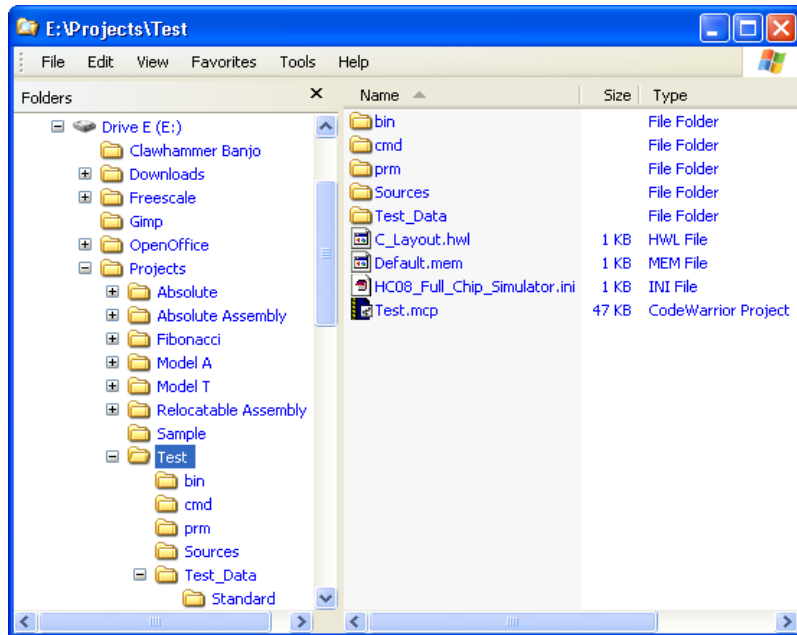 E:\Projects\Test
File Edit View Favorites Tools Help
Folders
Drive E (E:)
Clawhammer Banjo
Downloads
Freescale
Gimp
OpenOffice
Projects
Absolute
Absolute Assembly
Fibonacci
Model A
Model T
Relocatable Assembly
Sample
Test
bin
cmd
prm
Sources
Test_Data
Standard
Name Size Type
bin File Folder
cmd File Folder
prm File Folder
Sources File Folder
Test_Data File Folder
C_Layout.hwl 1 KB HWL File
Default.mem 1 KB MEM File
HC08_Full_Chip_Simulator.ini 1 KB INI File
Test.mcp 47 KB CodeWarrior Project